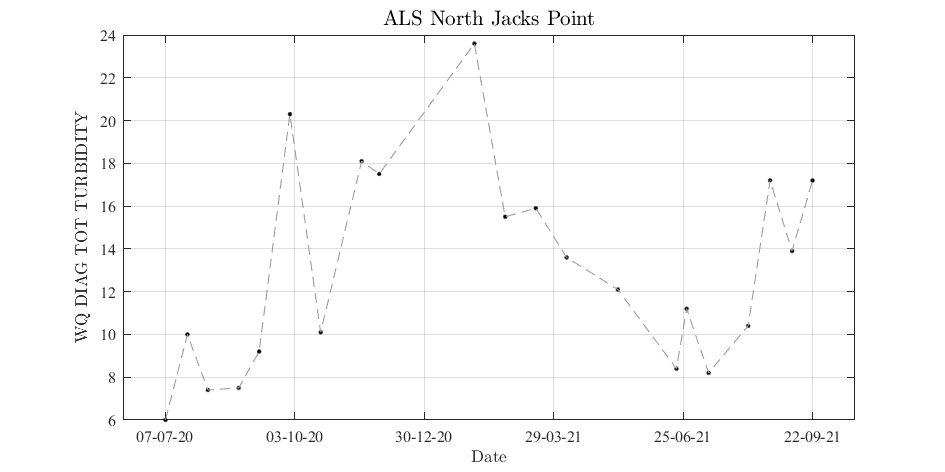 ALS North Jacks Point
WQ DIAG TOT TURBIDITY
24
22
20
18
16
14
12
10
8
6
07-07-20 03-10-20 30-12-20 29-03-21 25-06-21 22-09-21
Date